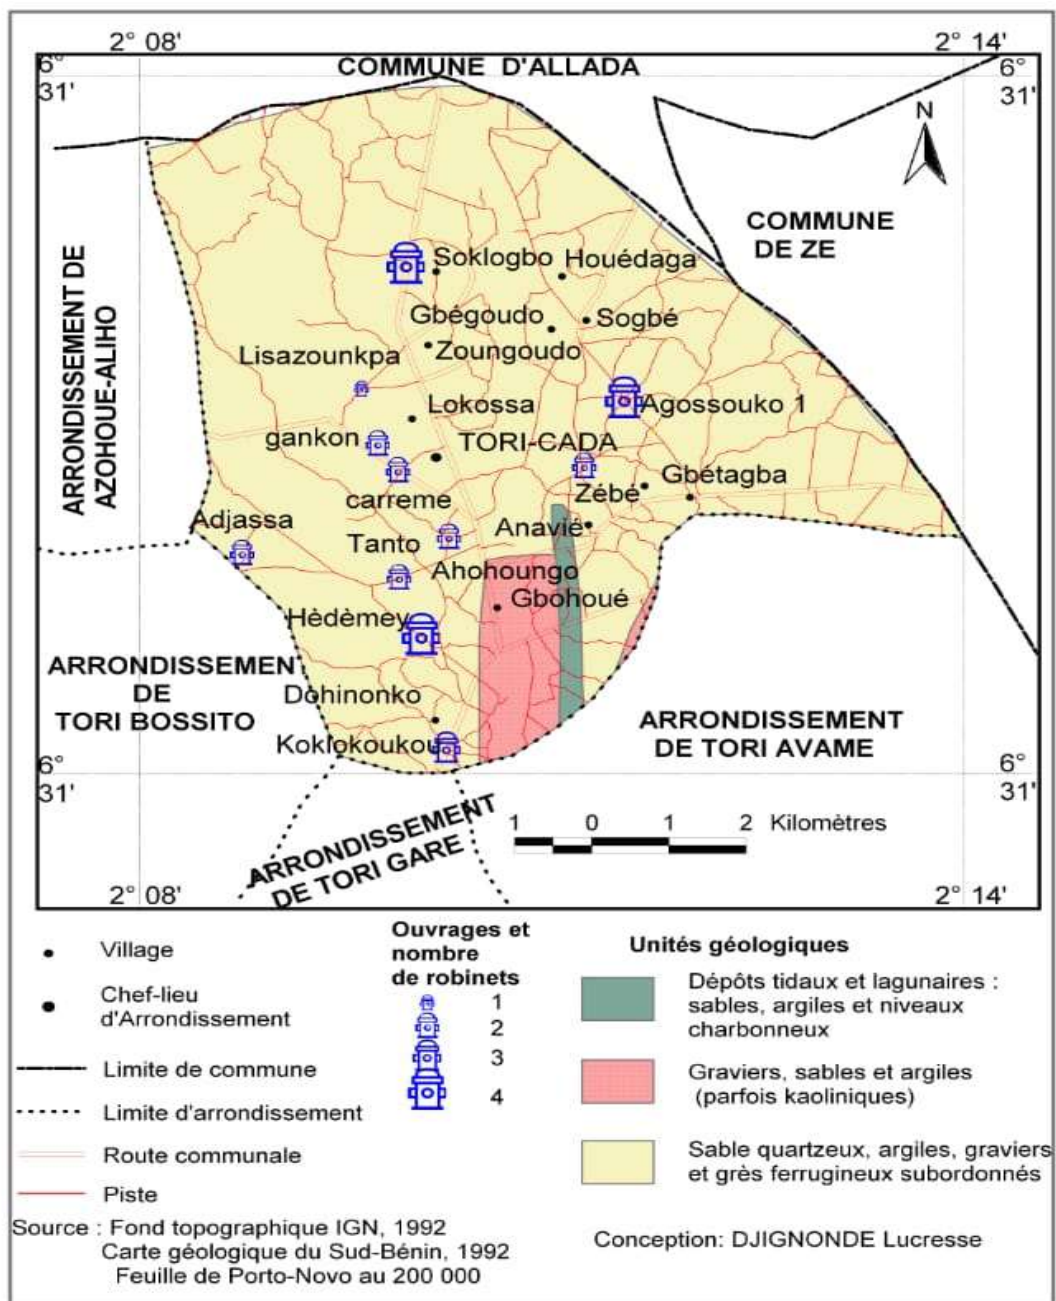 2° 08'
2° 14'
6°
31'
COMMUNE D'ALLADA
6°
31'
N
COMMUNE
DE ZE
ARRONDISSEMENT DE
AZOHOUE-ALIHO
Soklogbo
Houédaga
Gbégoudo
Sogbé
Lisazounkpa
Zoungoudo
Lokossa
Agossouko 1
gankon
TORI-CADA
carreme
Zébé
Gbétagba
Adjassa
Tanto
Anavié
Ahohoungo
Gbohoué
Hèdèmey
ARRONDISSEMEN
DE
TORI BOSSITO
Dohinonko
ARRONDISSEMENT
DE TORI AVAME
Koklokoukou
6°
31'
6°
31'
ARRONDISSEMENT
DE TORI GARE
1 0 1 2 Kilomètres
2° 08'
2° 14'
Village
Chef-lieu
d'Arrondissement
Limite de commune
Limite d'arrondissement
Route communale
Piste
Ouvrages et
nombre
de robinets
1
2
3
4
Unités géologiques
Dépôts tidaux et lagunaires :
sables, argiles et niveaux
charbonneux
Graviers, sables et argiles
(parfois kaoliniques)
Sable quartzeux, argiles, graviers
et grès ferrugineux subordonnés
Source : Fond topographique IGN, 1992
Carte géologique du Sud-Bénin, 1992
Feuille de Porto-Novo au 200 000
Conception: DJIGNONDE Lucresse